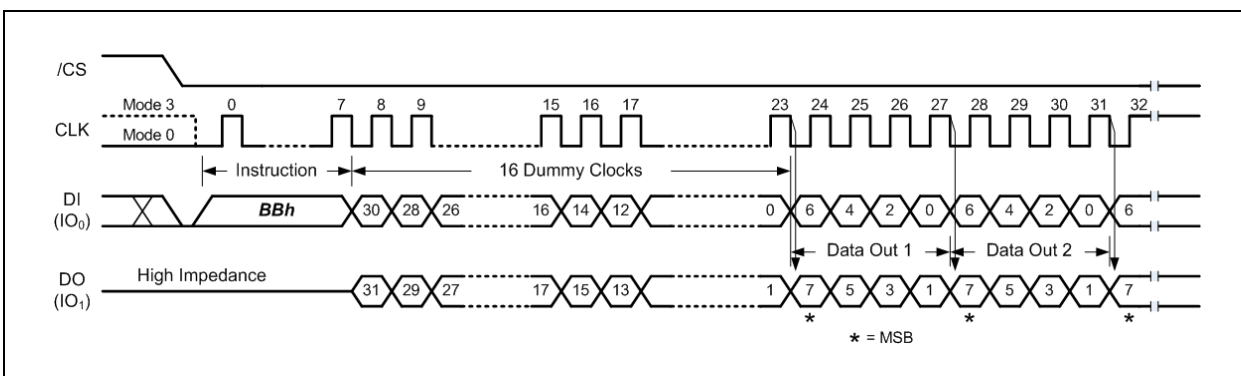 /CS
Mode 3 0 7 8 9 15 16 17 23 24 25 26 27 28 29 30 31 32
CLK
Mode 0
Instruction 16 Dummy Clocks
DI
(IO0)
BBh 30 28 26 16 14 12 0 6 4 2 0 6 4 2 0 6
Data Out 1 Data Out 2
High Impedance
DO
(IO1)
31 29 27 17 15 13 1 7 5 3 1 7 5 3 1 7
* * *
* = MSB